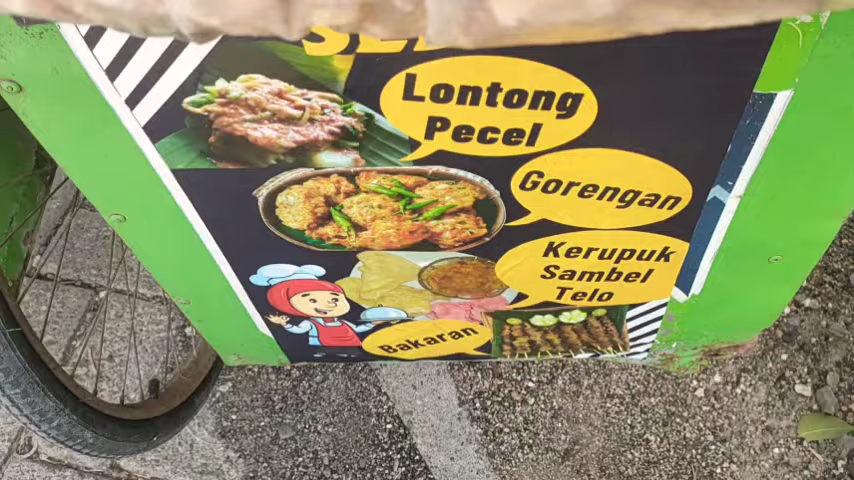 Lontong
Pecel
Gorengan
Kerupuk
Sambel
Telo
Bakaran